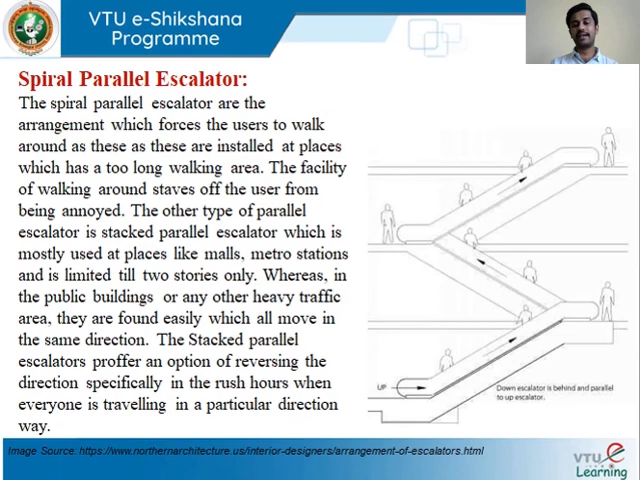 VTU e-Shikshana
Programme
Spiral Parallel Escalator:
The spiral parallel escalator are the
arrangement which forces the users to walk
around as these as these are installed at places
which has a too long walking area. The facility
of walking around staves off the user from
being annoyed. The other type of parallel
escalator is stacked parallel escalator which is
mostly used at places like malls, metro stations
and is limited till two stories only. Whereas, in
the public buildings or any other heavy traffic
area, they are found easily which all move in
the same direction. The Stacked parallel
escalators proffer an option of reversing the
direction specifically in the rush hours when
everyone is travelling in a particular direction
way.
UP
Down escalator is behind and parallel
to up escalator.
Image Source: https://www.northernarchitecture.us/interior-designers/arrangement-of-escalators.html
VTU e
Learning